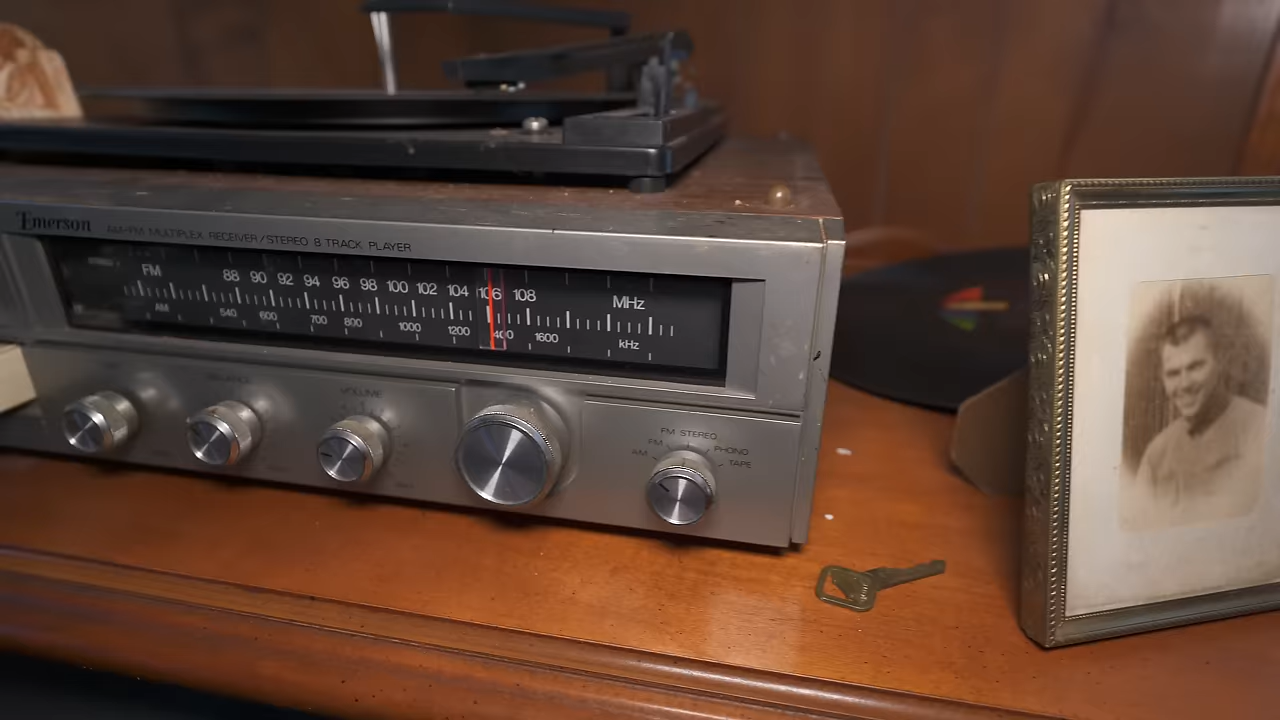 Emerson AM-FM MULTIPLEX RECEIVER/STEREO 8 TRACK PLAYER
FM 88 90 92 94 96 98 100 102 104 106 108 MHz
AM 540 600 700 800 1000 1200 1400 1600 kHz
BALANCE
VOLUME
FM STEREO
FM PHONO
AM TAPE